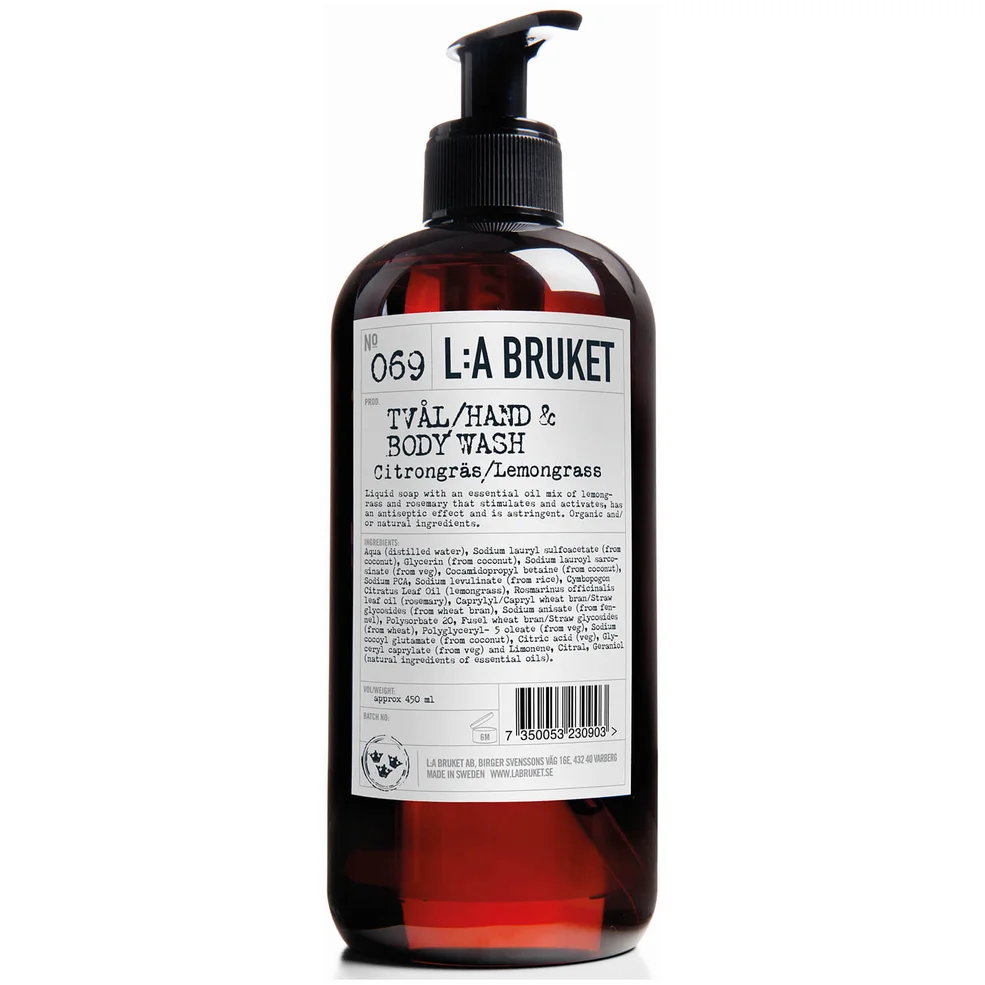 Nº
069
L:A BRUKET
PROD.
TVÅL/HAND &
BODY WASH
Citrongräs/Lemongrass
Liquid soap with an essential oil mix of lemong-
rass and rosemary that stimulates and activates, has
an antiseptic effect and is astringent. Organic and/
or natural ingredients.
INGREDIENTS:
Aqua (distilled water), Sodium lauryl sulfoacetate (from
coconut), Glycerin (from coconut), Sodium lauroyl sarco-
sinate (from veg), Cocamidopropyl betaine (from coconut),
Sodium PCA, Sodium levulinate (from rice), Cymbopogon
Citratus Leaf Oil (lemongrass), Rosmarinus officinalis
leaf oil (rosemary), Caprylyl/Capryl wheat bran/Straw
glycosides (from wheat bran), Sodium anisate (from fen-
nel), Polysorbate 20, Fusel wheat bran/Straw glycosides
(from wheat), Polyglyceryl- 5 oleate (from veg), Sodium
cocoyl glutamate (from coconut), Citric acid (veg), Gly-
ceryl caprylate (from veg) and Limonene, Citral, Geraniol
(natural ingredients of essential oils).
VOL/WEIGHT:
approx 450 ml
BATCH NO:
6M
7 350053 230903 >
L:A BRUKET AB, BIRGER SVENSSONS VÄG 16E, 432 40 VARBERG
MADE IN SWEDEN WWW.LABRUKET.SE